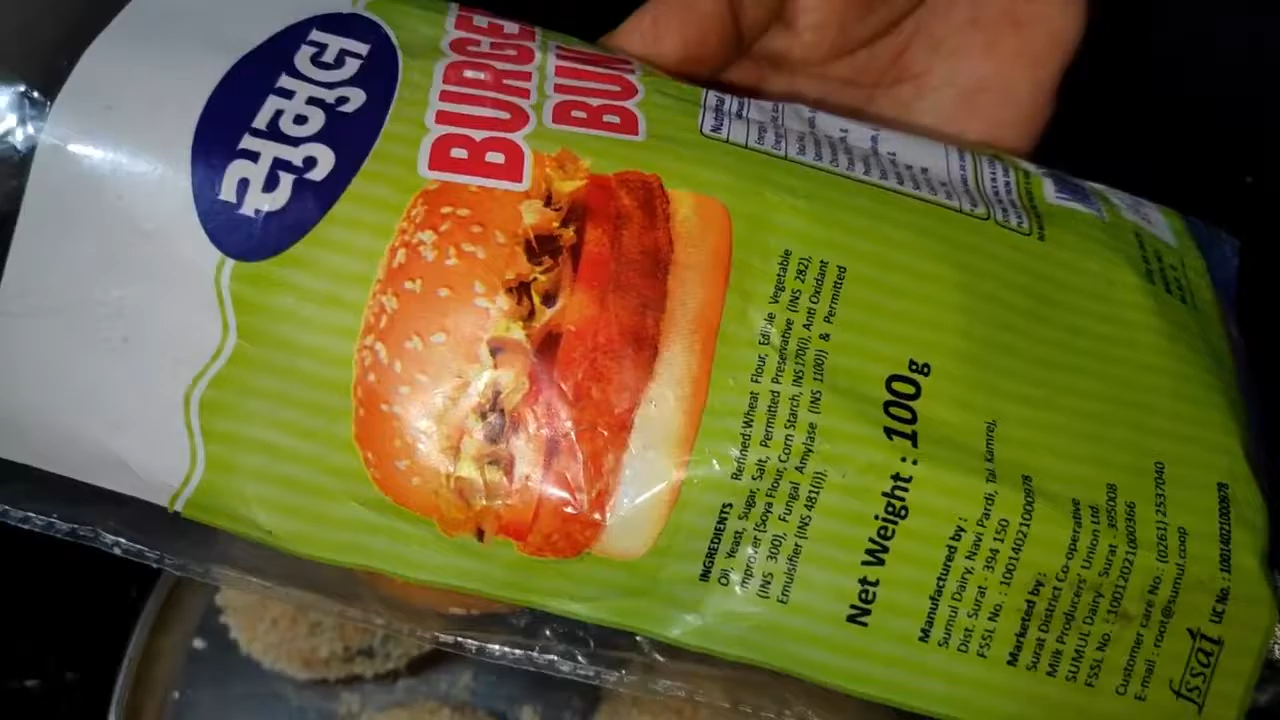 સુમુલ
BURGE
BUN
INGREDIENTS Refined:Wheat Flour, Edible Vegetable
Oil, Yeast, Sugar, Salt, Permitted Preservative (INS 282),
Improver (Soya Flour, Corn Starch, INS170(i), Anti Oxidant
(INS 300), Fungal Amylase (INS 1100)) & Permitted
Emulsifier (INS 481(i)).
Net Weight : 100g
Manufactured by :
Sumul Dairy, Navi Pardi, Tal. Kamrej,
Dist. Surat - 394 150
FSSL No. : 10014021000978
Marketed by :
Surat District Co-operative
Milk Producers' Union Ltd.
SUMUL Dairy, Surat - 395008
FSSL No. : 10012021000366
Customer care No.: (0261) 2537040
E-mail : root@sumul.coop
fssai
LIC No. : 10014021000978